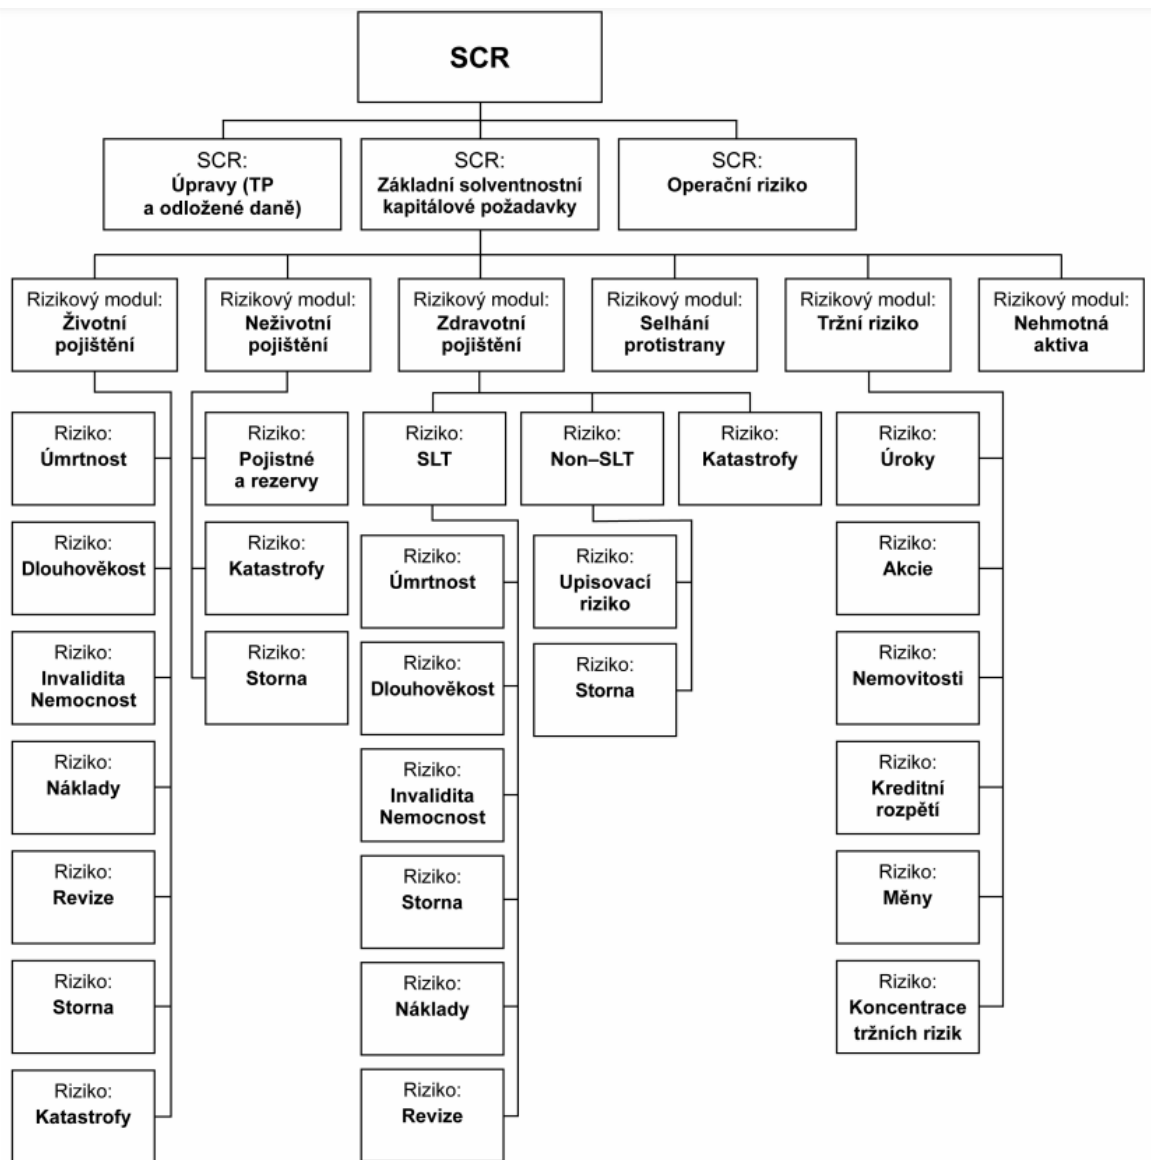 SCR
SCR:
Úpravy (TP
a odložené daně)
SCR:
Základní solventnostní
kapitálové požadavky
SCR:
Operační riziko
Rizikový modul:
Životní
pojištění
Rizikový modul:
Neživotní
pojištění
Rizikový modul:
Zdravotní
pojištění
Rizikový modul:
Selhání
protistrany
Rizikový modul:
Tržní riziko
Rizikový modul:
Nehmotná
aktiva
Riziko:
Úmrtnost
Riziko:
Dlouhověkost
Riziko:
Invalidita
Nemocnost
Riziko:
Náklady
Riziko:
Revize
Riziko:
Storna
Riziko:
Katastrofy
Riziko:
Pojistné
a rezervy
Riziko:
Katastrofy
Riziko:
Storna
Riziko:
SLT
Riziko:
Úmrtnost
Riziko:
Dlouhověkost
Riziko:
Invalidita
Nemocnost
Riziko:
Storna
Riziko:
Náklady
Riziko:
Revize
Riziko:
Non–SLT
Riziko:
Upisovací
riziko
Riziko:
Storna
Riziko:
Katastrofy
Riziko:
Úroky
Riziko:
Akcie
Riziko:
Nemovitosti
Riziko:
Kreditní
rozpětí
Riziko:
Měny
Riziko:
Koncentrace
tržních rizik